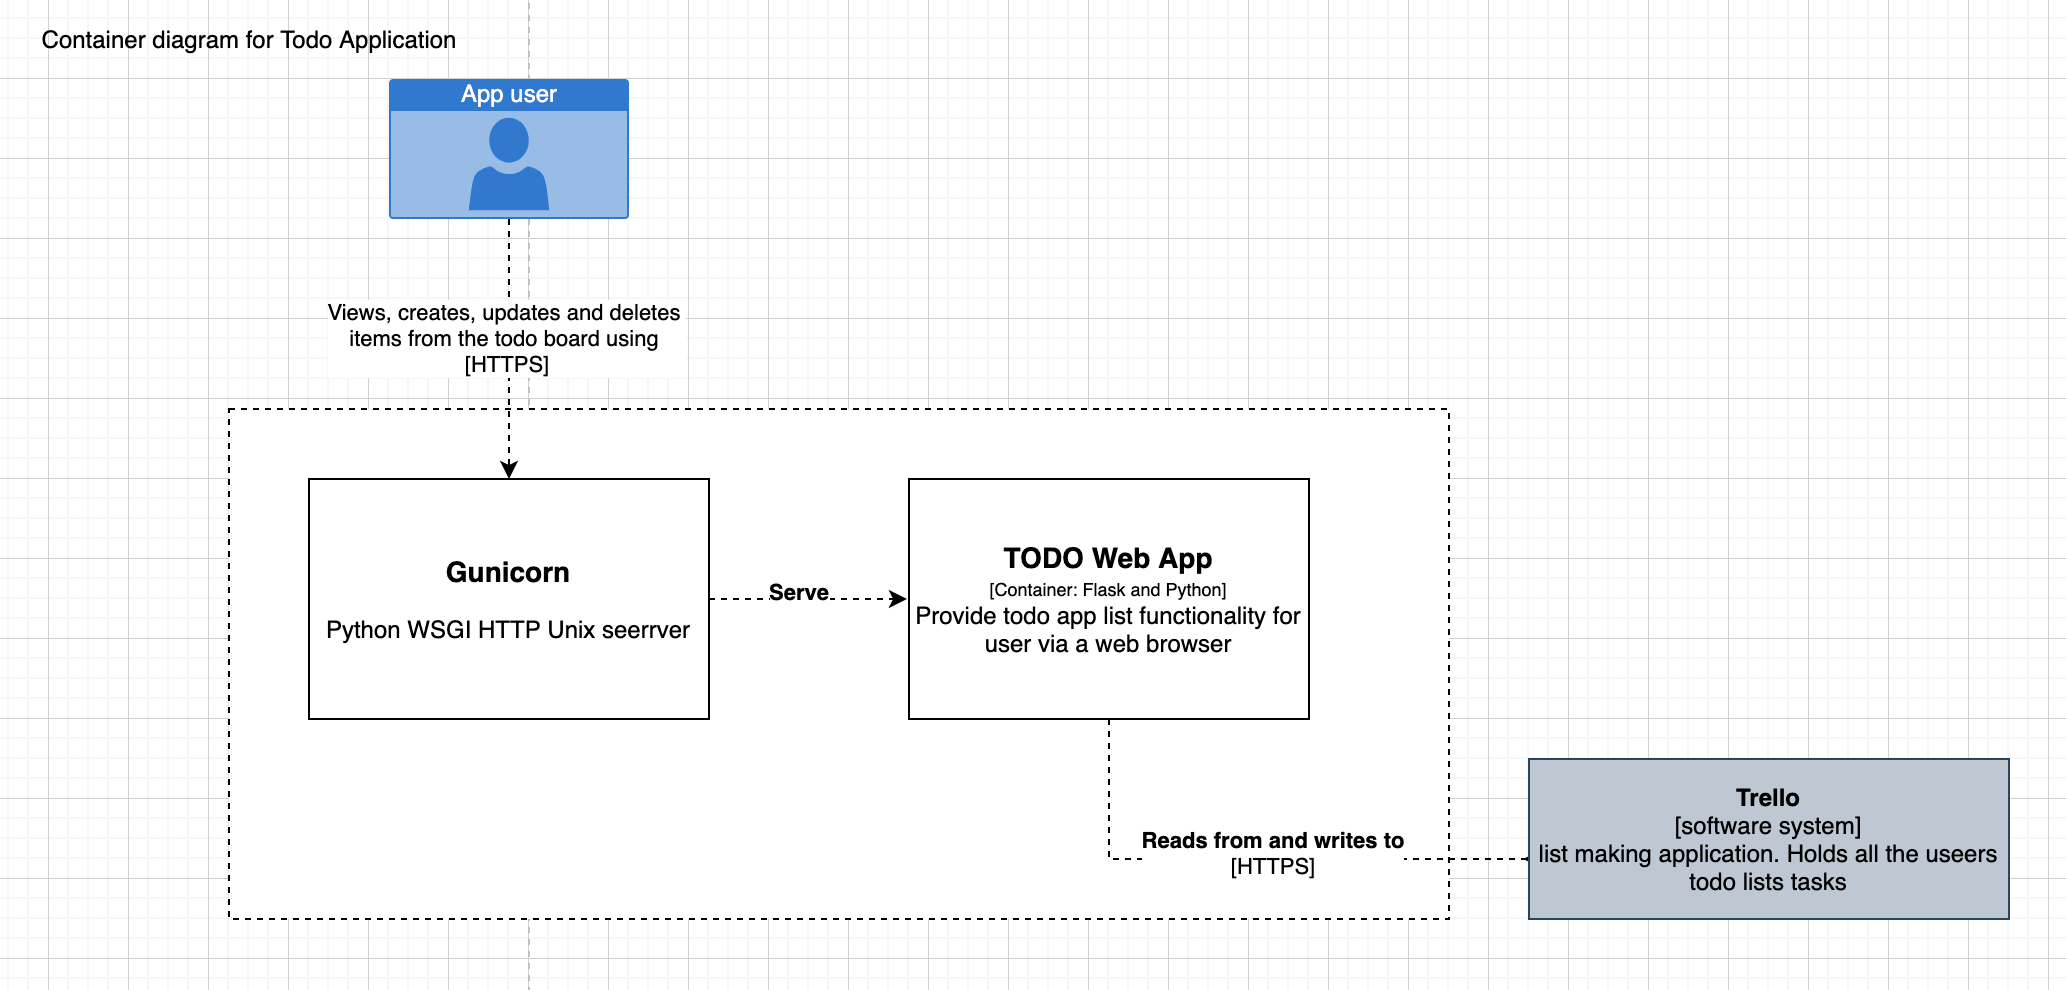 Container diagram for Todo Application
App user
Views, creates, updates and deletes
items from the todo board using
[HTTPS]
Gunicorn
Python WSGI HTTP Unix seerrver
Serve
TODO Web App
[Container: Flask and Python]
Provide todo app list functionality for
user via a web browser
Reads from and writes to
[HTTPS]
Trello
[software system]
list making application. Holds all the useers
todo lists tasks